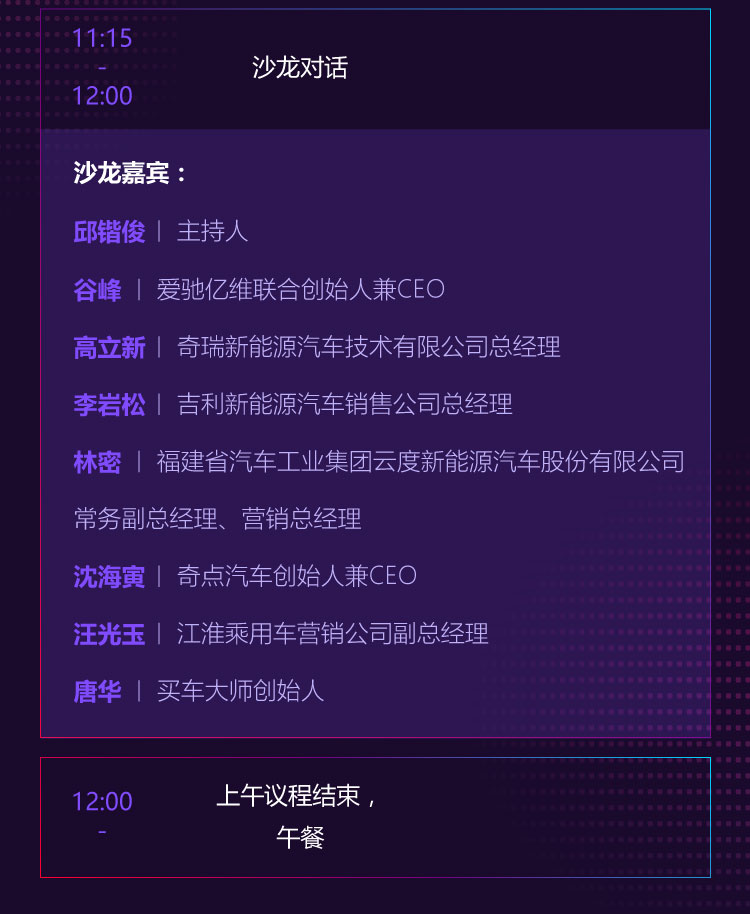 11:15
-
12:00
沙龙对话
沙龙嘉宾：
邱锴俊｜主持人
谷峰｜爱驰亿维联合创始人兼CEO
高立新｜奇瑞新能源汽车技术有限公司总经理
李岩松｜吉利新能源汽车销售公司总经理
林密｜福建省汽车工业集团云度新能源汽车股份有限公司
常务副总经理、营销总经理
沈海寅｜奇点汽车创始人兼CEO
汪光玉｜江淮乘用车营销公司副总经理
唐华｜买车大师创始人
12:00
-
上午议程结束，
午餐